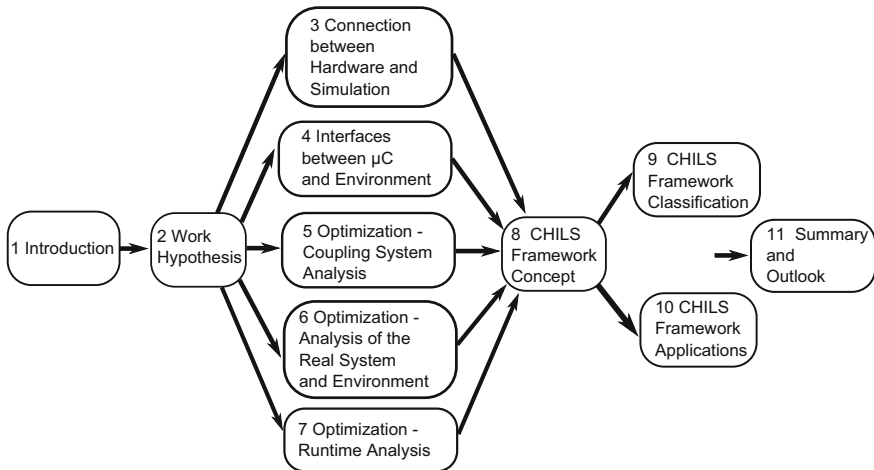 1 Introduction
2 Work
Hypothesis
3 Connection
between
Hardware and
Simulation
4 Interfaces
between µC
and Environment
5 Optimization -
Coupling System
Analysis
6 Optimization -
Analysis of the
Real System
and Environment
7 Optimization -
Runtime Analysis
8 CHILS
Framework
Concept
9 CHILS
Framework
Classification
10 CHILS
Framework
Applications
11 Summary
and
Outlook